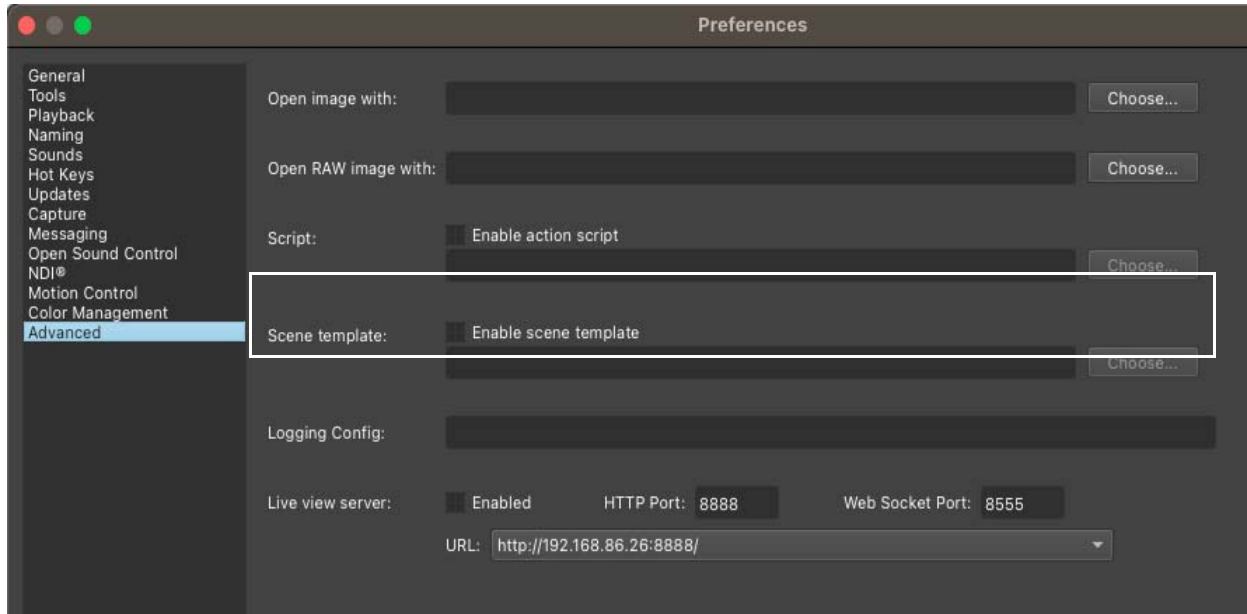 Preferences
General
Tools
Playback
Naming
Sounds
Hot Keys
Updates
Capture
Messaging
Open Sound Control
NDI®
Motion Control
Color Management
Advanced
Open image with: Choose...
Open RAW image with: Choose...
Script: Enable action script
Choose...
Scene template: Enable scene template
Choose...
Logging Config:
Live view server: Enabled HTTP Port: 8888 Web Socket Port: 8555
URL: http://192.168.86.26:8888/